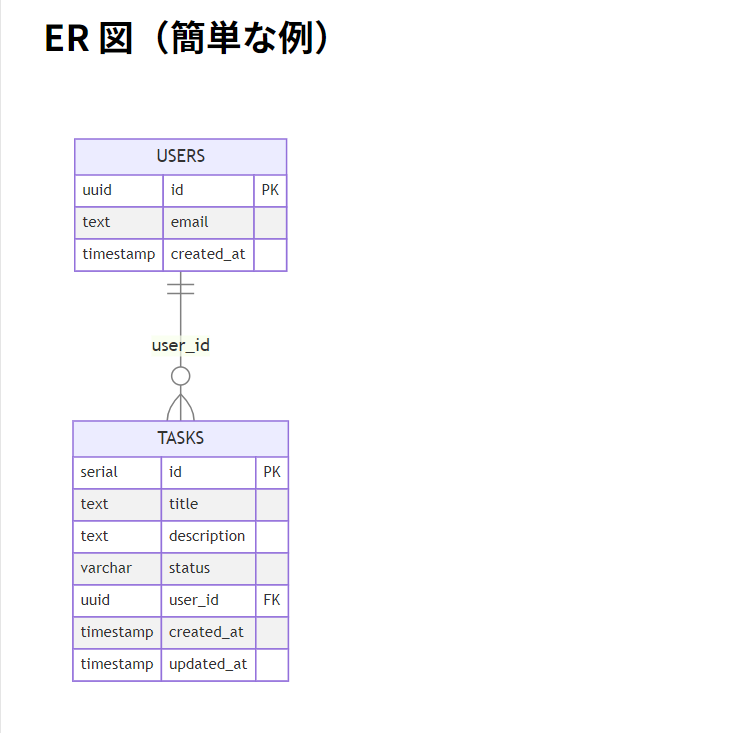 ER 図（簡単な例）
USERS
uuid id PK
text email
timestamp created_at
user_id
TASKS
serial id PK
text title
text description
varchar status
uuid user_id FK
timestamp created_at
timestamp updated_at